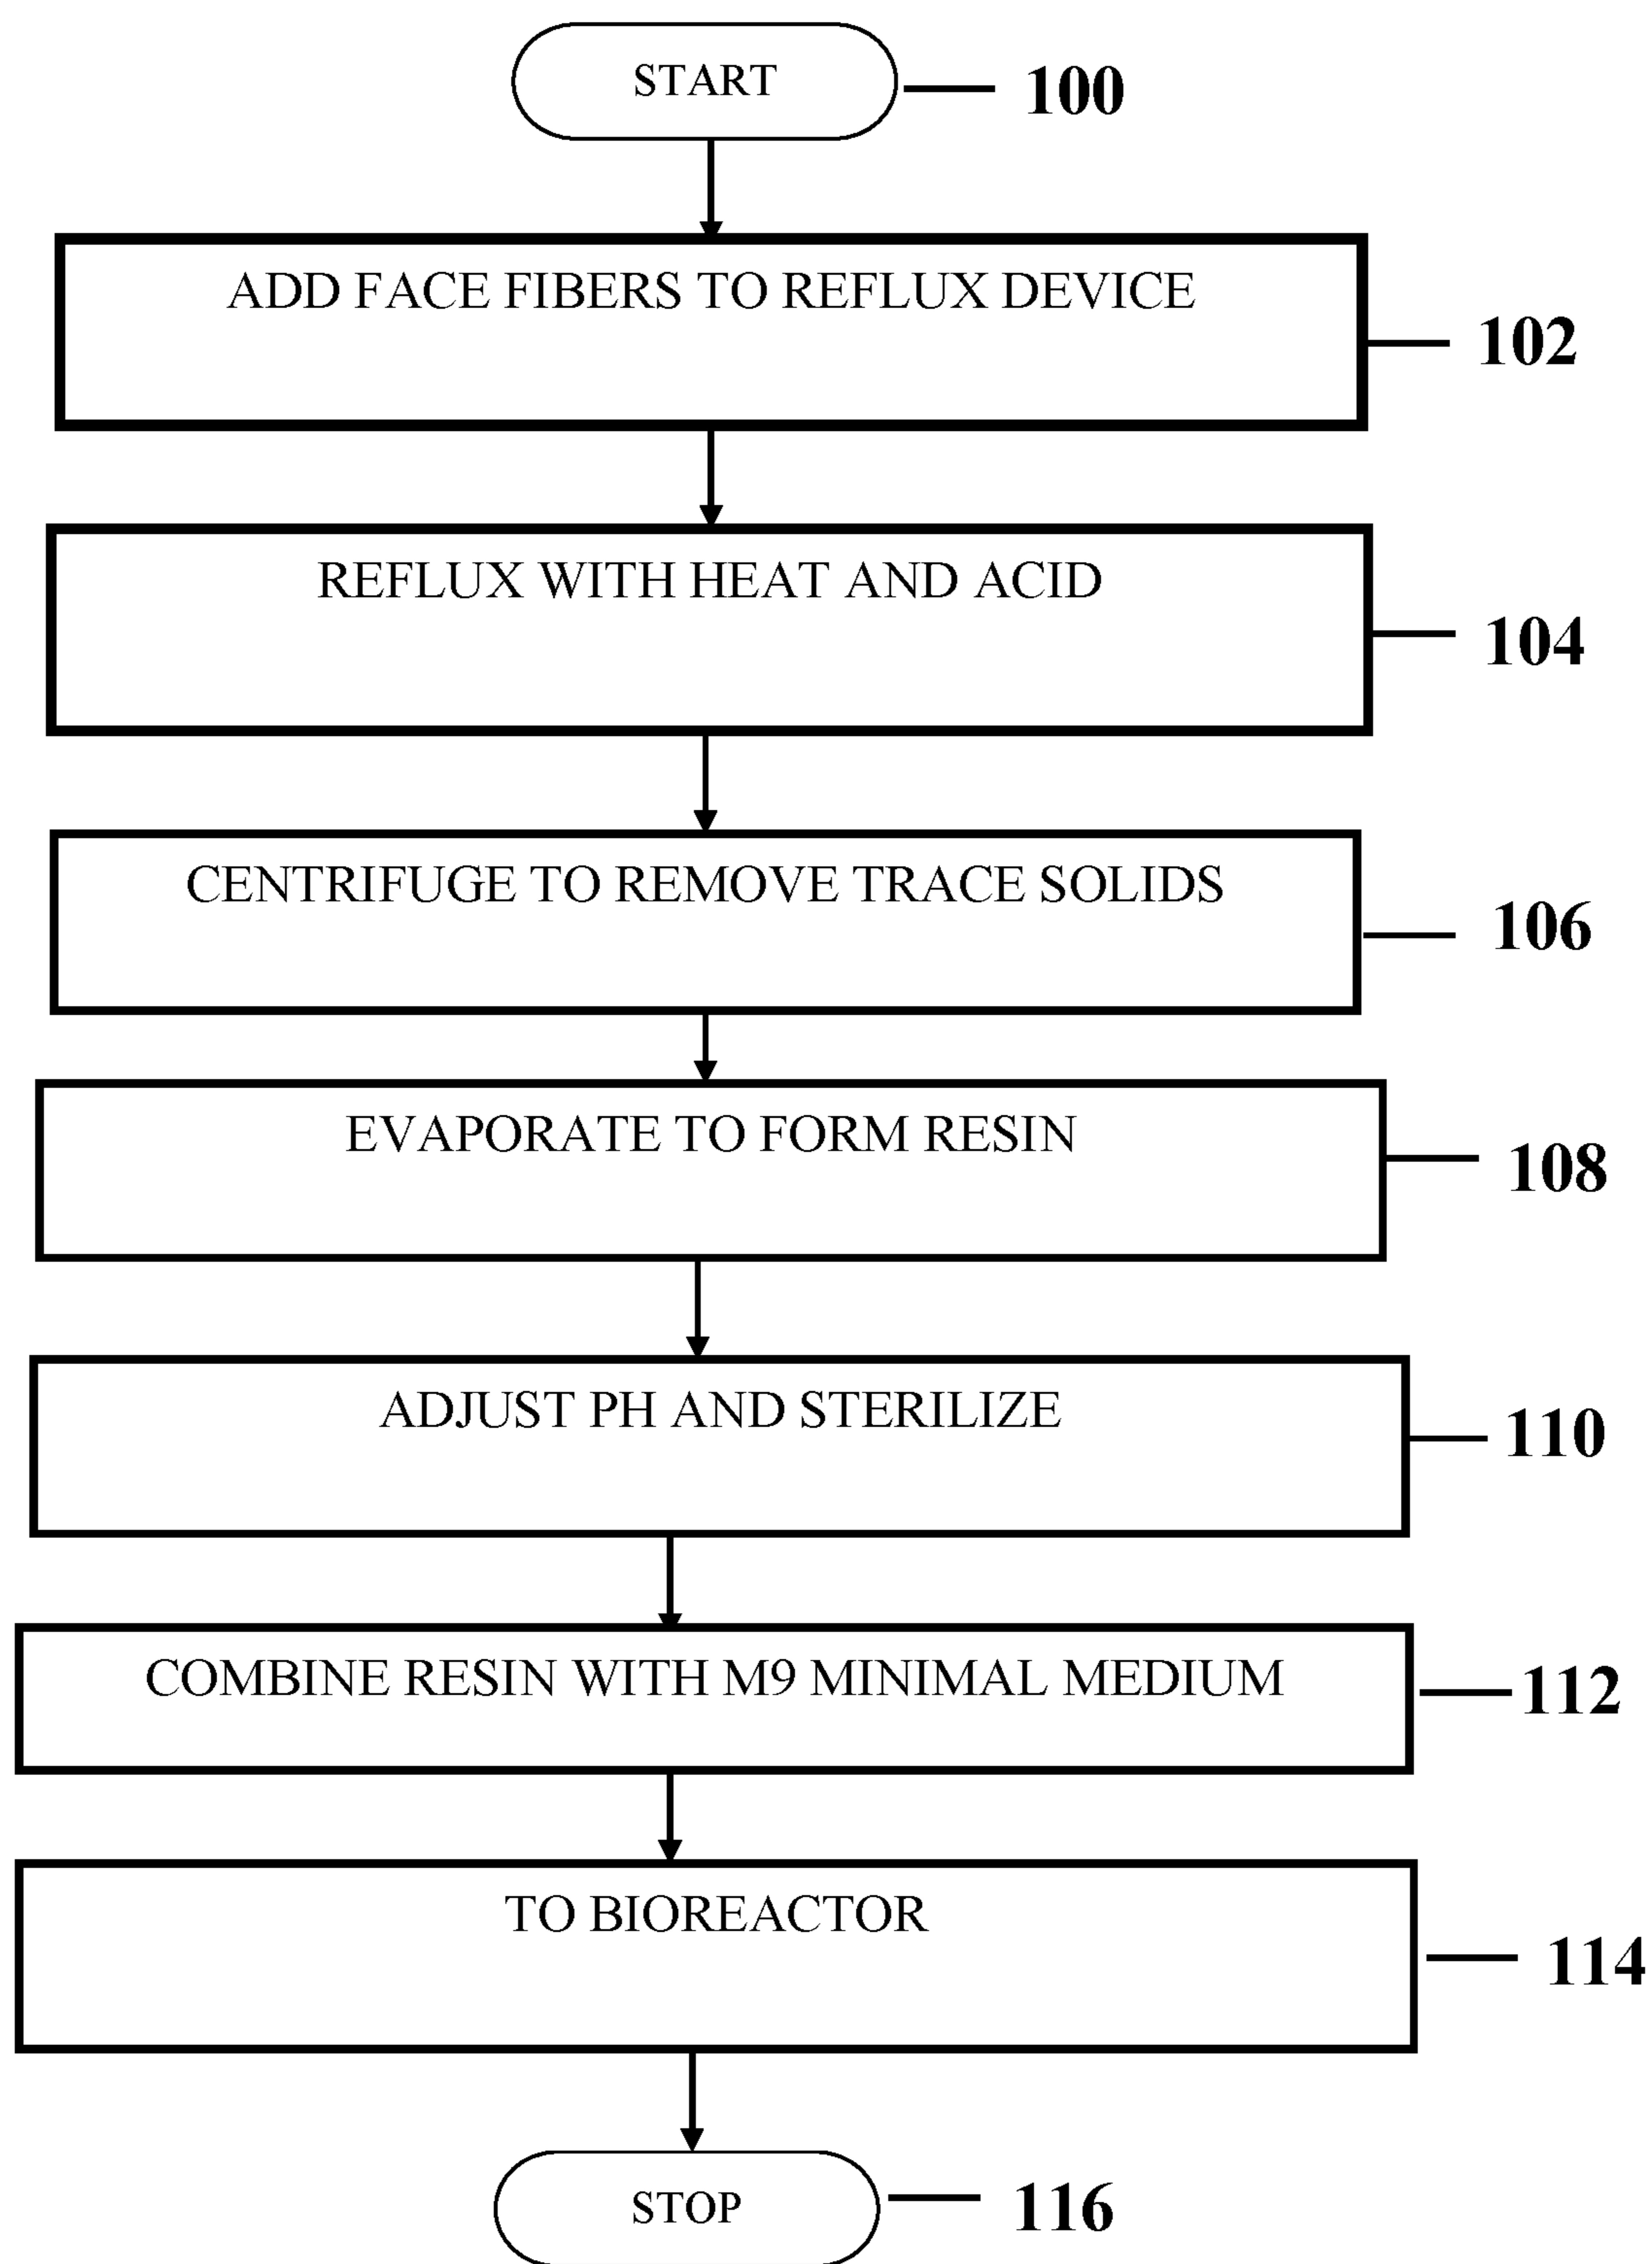 START
100
ADD FACE FIBERS TO REFLUX DEVICE
102
REFLUX WITH HEAT AND ACID
104
CENTRIFUGE TO REMOVE TRACE SOLIDS
106
EVAPORATE TO FORM RESIN
108
ADJUST PH AND STERILIZE
110
COMBINE RESIN WITH M9 MINIMAL MEDIUM
112
TO BIOREACTOR
114
STOP
116